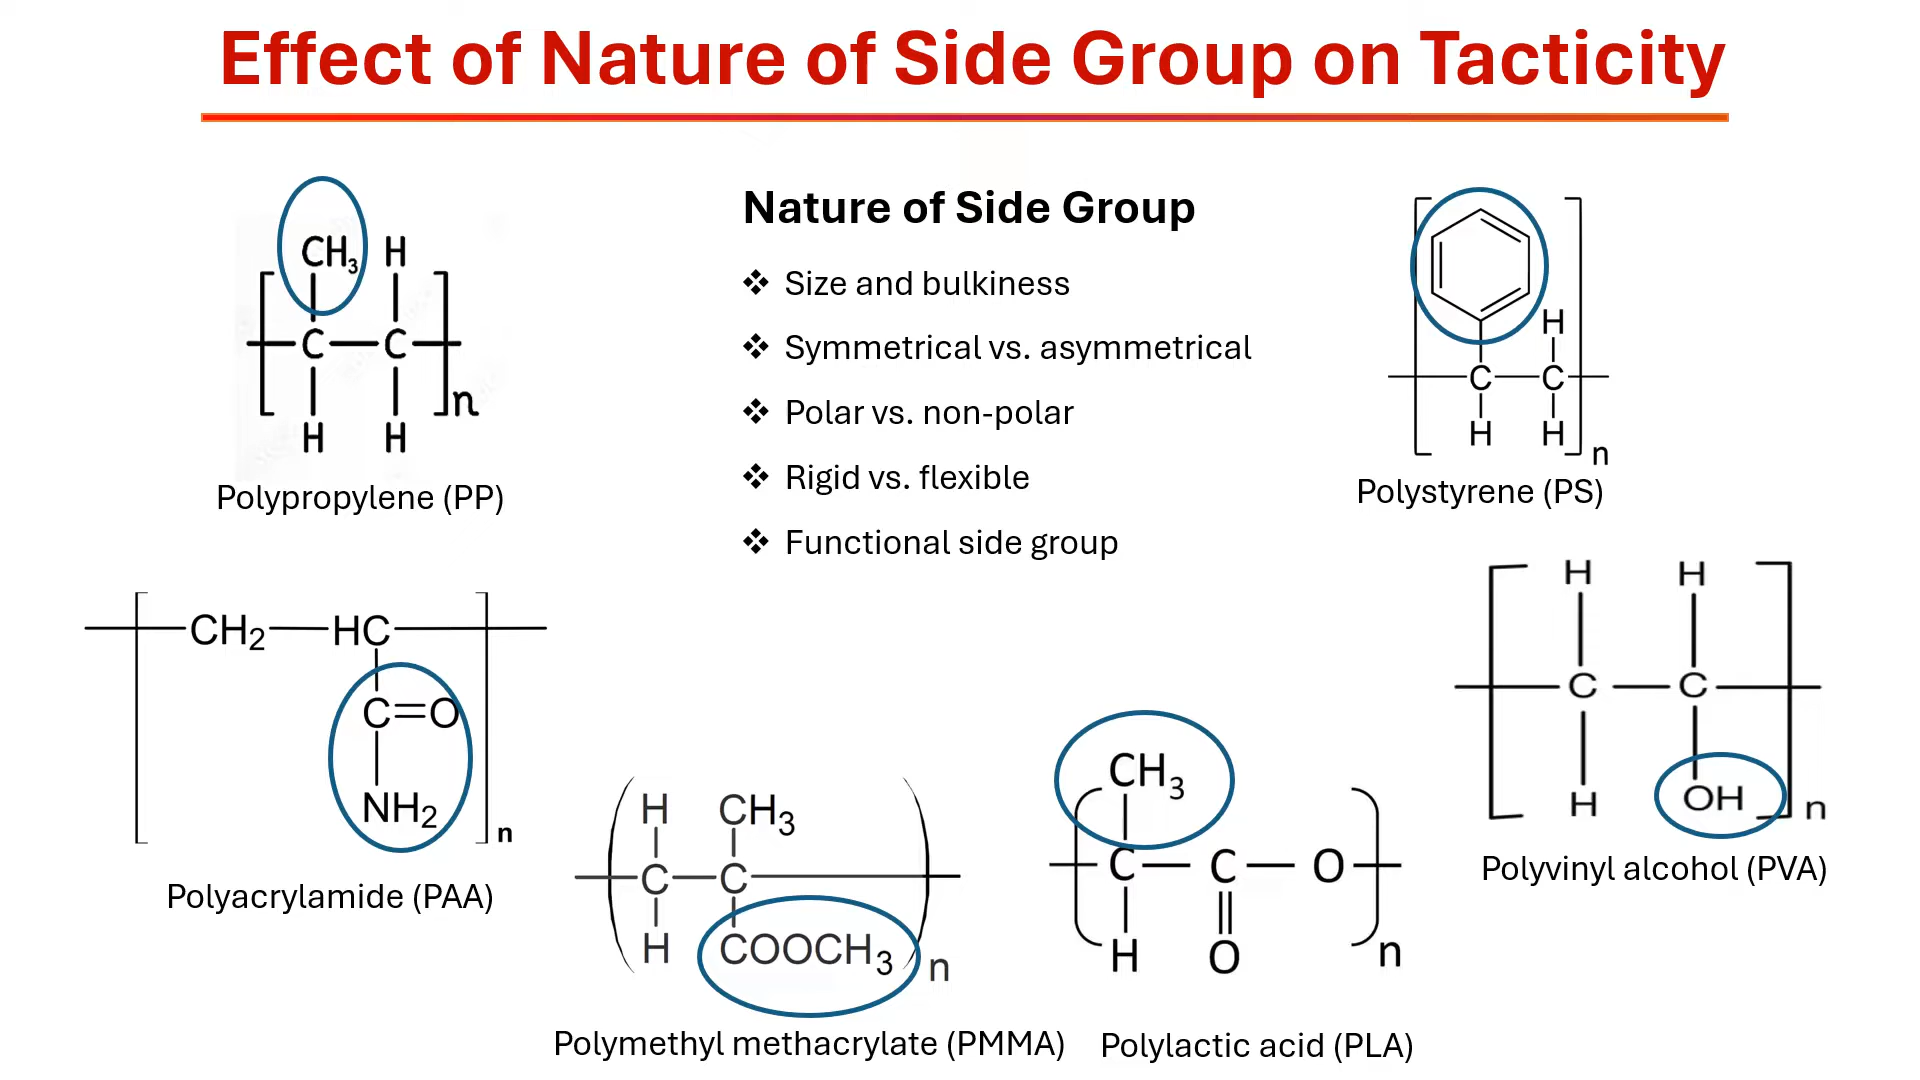 Effect of Nature of Side Group on Tacticity
Nature of Side Group
❖ Size and bulkiness
❖ Symmetrical vs. asymmetrical
❖ Polar vs. non-polar
❖ Rigid vs. flexible
❖ Functional side group
CH₃ H
C C
n
H H
Polypropylene (PP)
H
C C
H H
n
Polystyrene (PS)
CH₂ HC
C=O
NH₂
n
Polyacrylamide (PAA)
H CH₃
C C
H COOCH₃
n
Polymethyl methacrylate (PMMA)
CH₃
C C O
H O
n
Polylactic acid (PLA)
H H
C C
H OH
n
Polyvinyl alcohol (PVA)